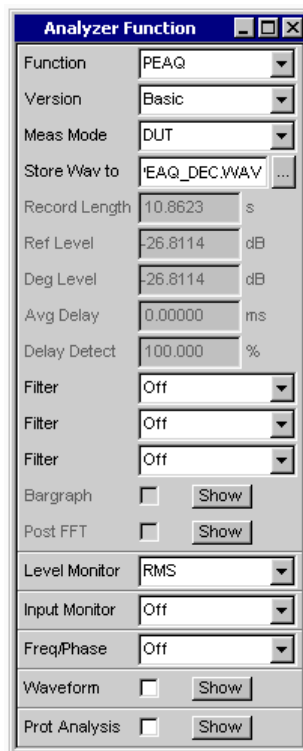 Analyzer Function
Function PEAQ
Version Basic
Meas Mode DUT
Store Wav to 'EAQ_DEC.WAV ...
Record Length 10.8623 s
Ref Level -26.8114 dB
Deg Level -26.8114 dB
Avg Delay 0.00000 ms
Delay Detect 100.000 %
Filter Off
Filter Off
Filter Off
Bargraph Show
Post FFT Show
Level Monitor RMS
Input Monitor Off
Freq/Phase Off
Waveform Show
Prot Analysis Show